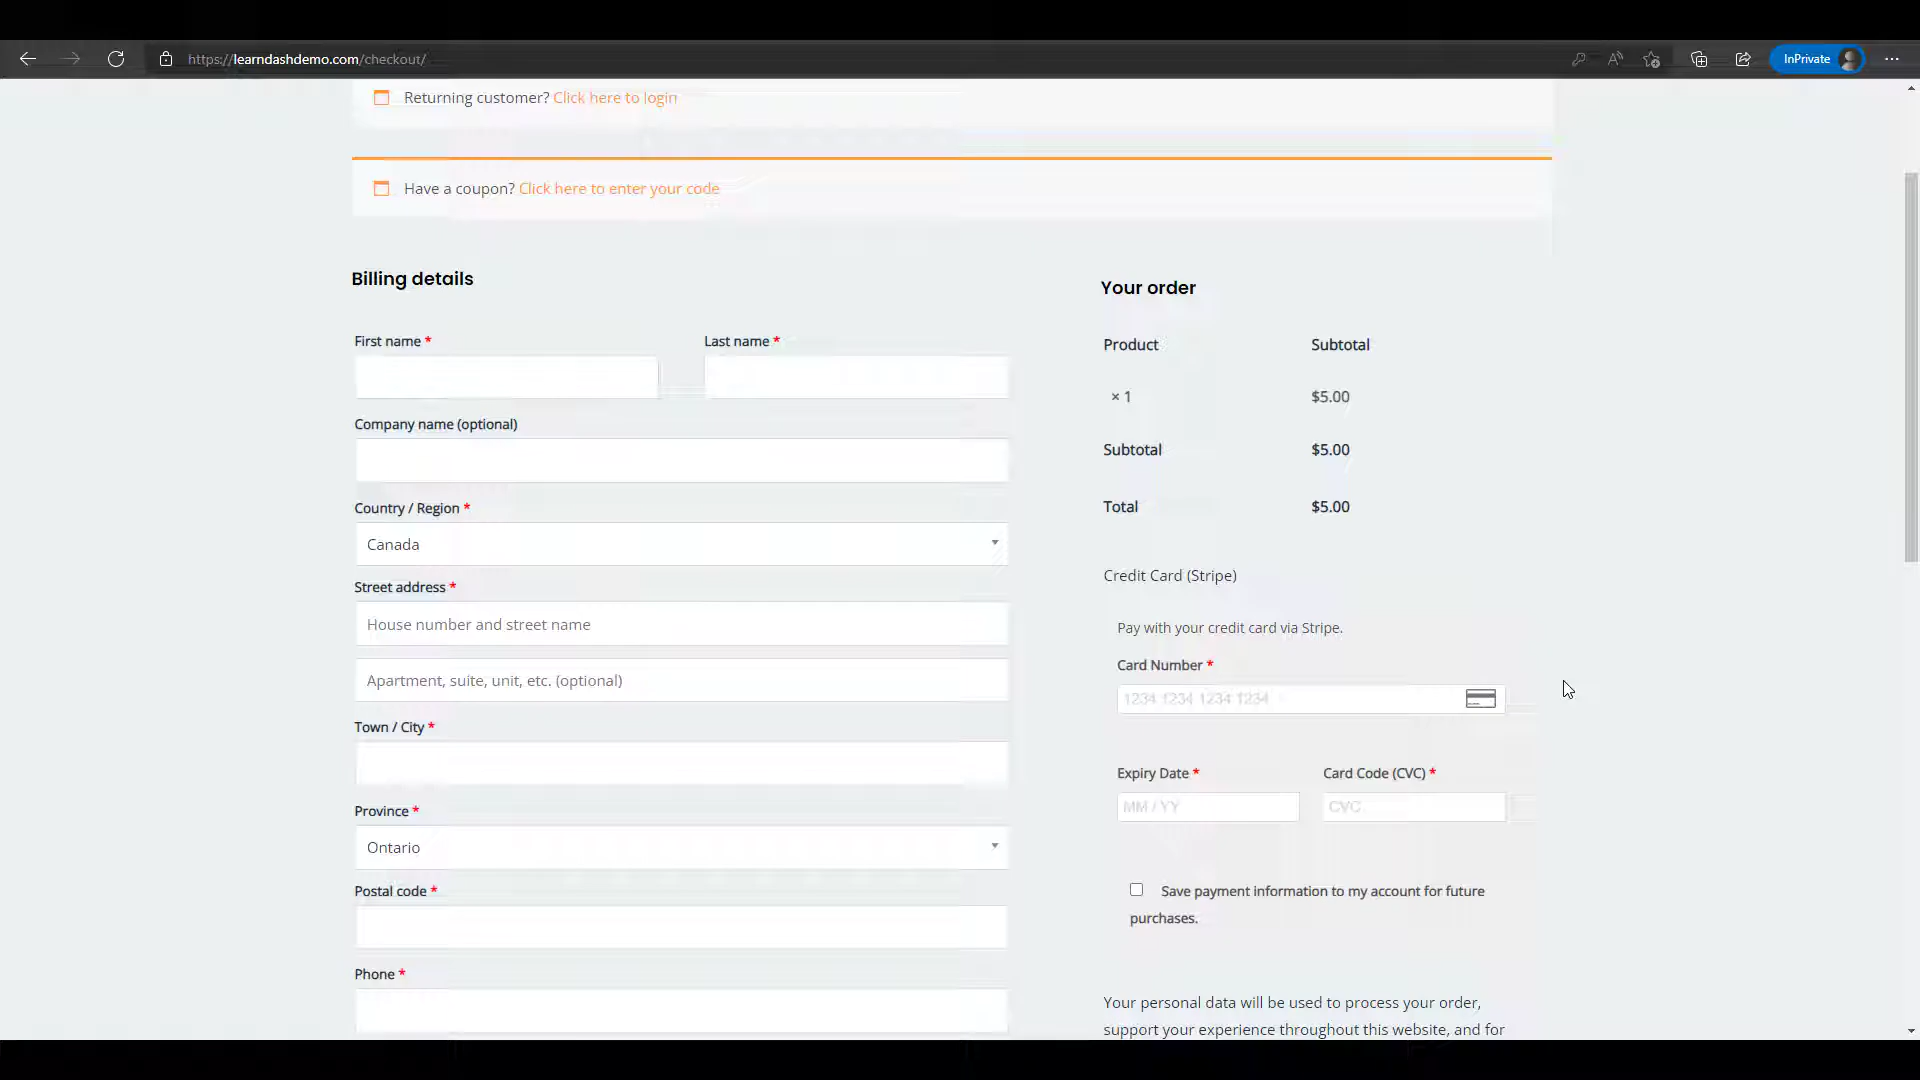 https://learndashdemo.com/checkout/
InPrivate
Returning customer? Click here to login
Have a coupon? Click here to enter your code
Billing details
First name *
Last name *
Company name (optional)
Country / Region *
Canada
Street address *
House number and street name
Apartment, suite, unit, etc. (optional)
Town / City *
Province *
Ontario
Postal code *
Phone *
Your order
Product Subtotal
× 1 $5.00
Subtotal $5.00
Total $5.00
Credit Card (Stripe)
Pay with your credit card via Stripe.
Card Number *
1234 1234 1234 1234
Expiry Date *
MM / YY
Card Code (CVC) *
CVC
Save payment information to my account for future
purchases.
Your personal data will be used to process your order,
support your experience throughout this website, and for